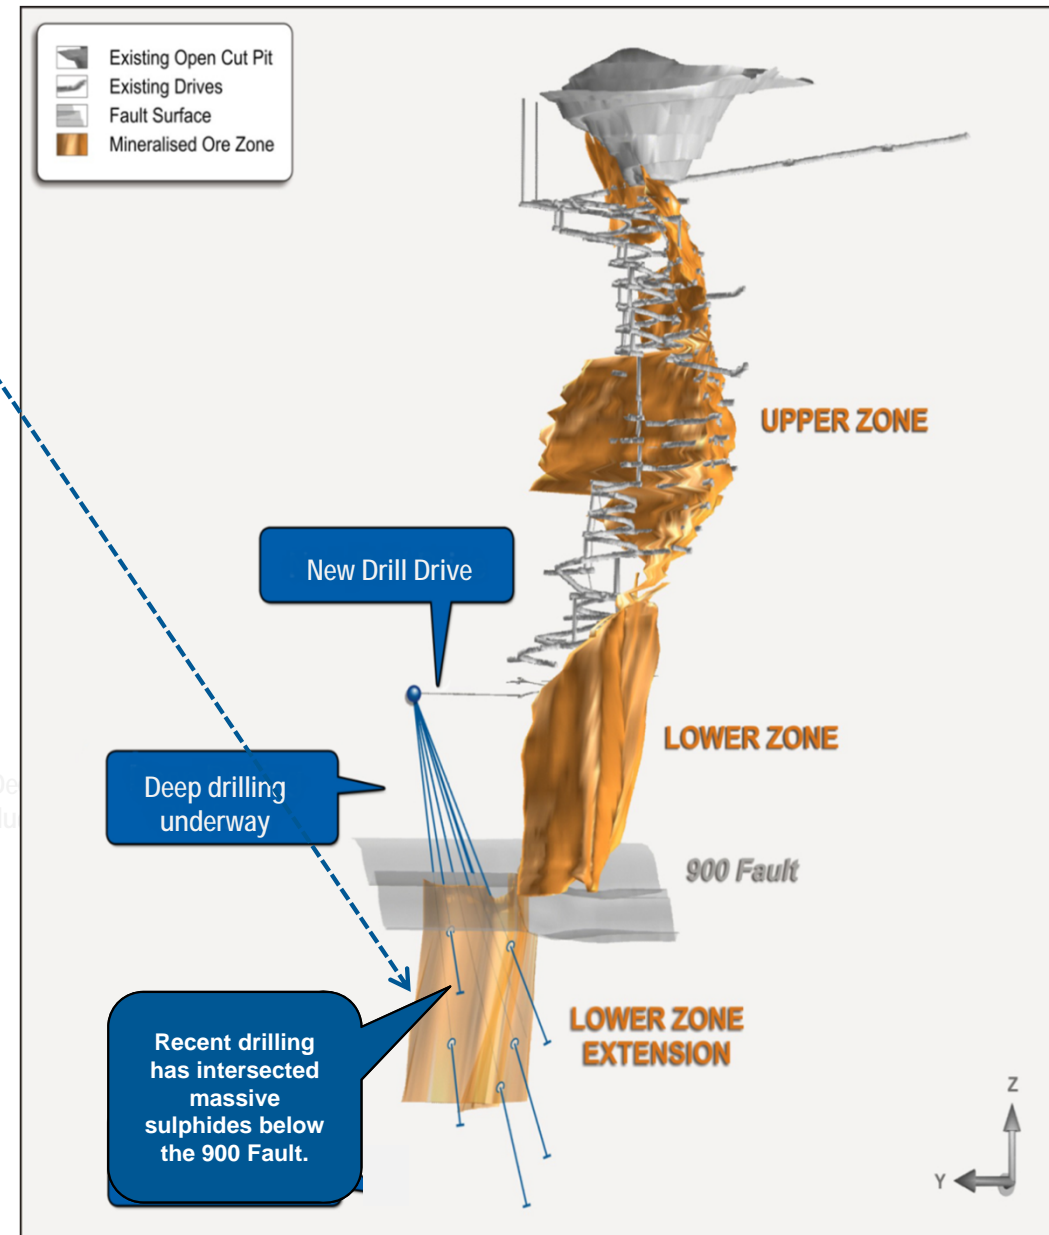 Existing Open Cut Pit
Existing Drives
Fault Surface
Mineralised Ore Zone
UPPER ZONE
New Drill Drive
LOWER ZONE
Deep drilling
underway
900 Fault
LOWER ZONE
EXTENSION
Recent drilling
has intersected
massive
sulphides below
the 900 Fault.
Z
Y